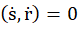 (ṡ,ṙ) = 0